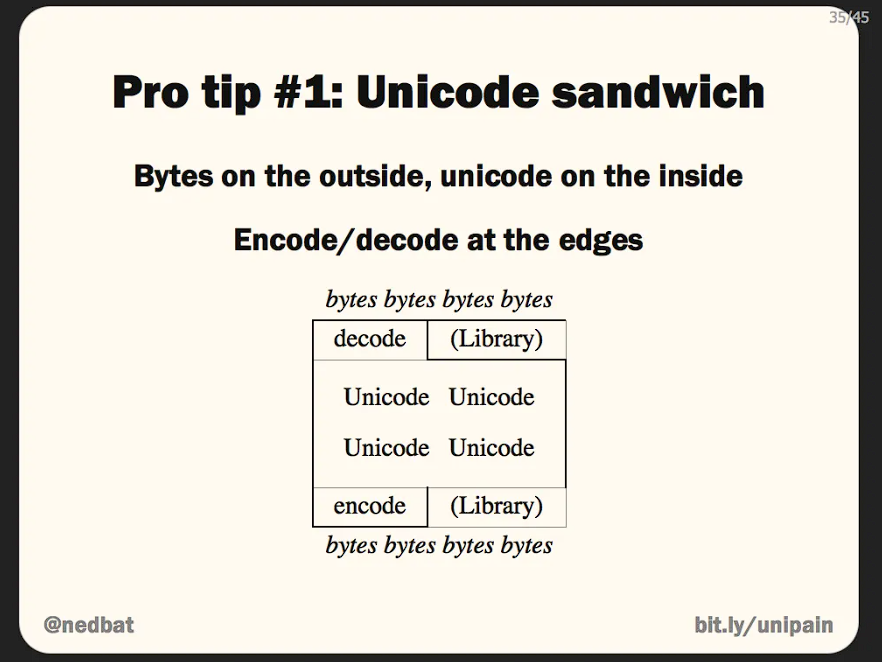 35/45
Pro tip #1: Unicode sandwich
Bytes on the outside, unicode on the inside
Encode/decode at the edges
bytes bytes bytes bytes
decode (Library)
Unicode Unicode
Unicode Unicode
encode (Library)
bytes bytes bytes bytes
@nedbat bit.ly/unipain